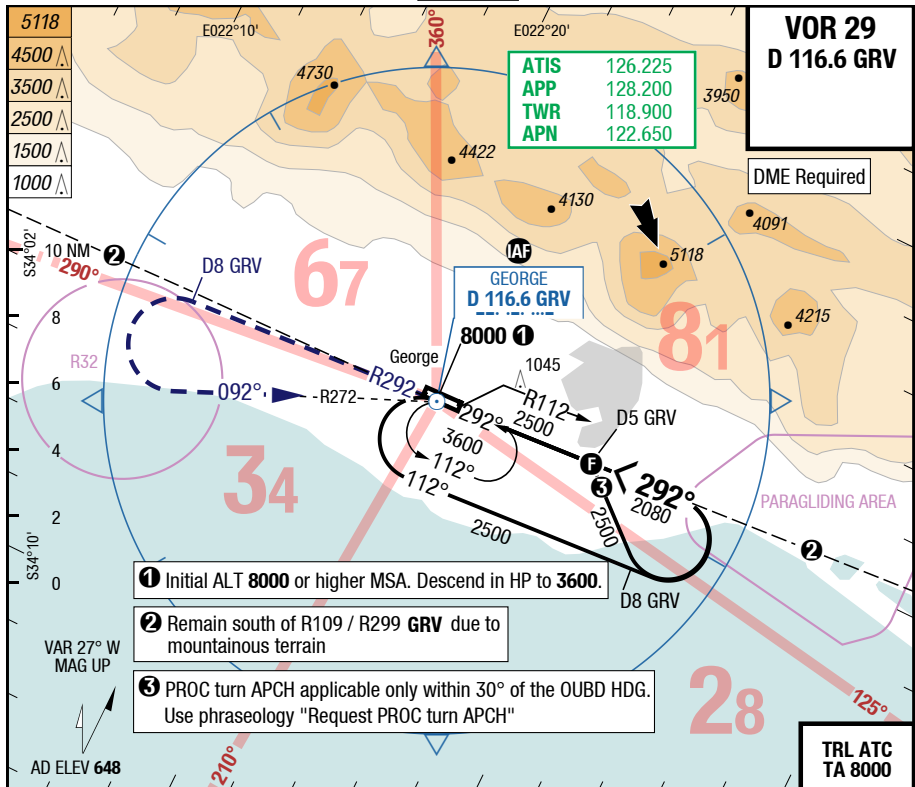 5118
4500
3500
2500
1500
1000
E022°10'
360°
E022°20'
VOR 29
D 116.6 GRV
ATIS 126.225
APP 128.200
TWR 118.900
APN 122.650
4730
3950
4422
DME Required
4130
4091
5118
4215
S34°02'
10 NM
2
290°
D8 GRV
67
IAF
GEORGE
D 116.6 GRV
8000 1
81
8
R32
George
1045
6
092°
R272
R292
292°
R112
2500
D5 GRV
4
3600
112°
F
3
292°
2080
PARAGLIDING AREA
34
112°
2500
2500
2
2
S34°10'
0
D8 GRV
1 Initial ALT 8000 or higher MSA. Descend in HP to 3600.
2 Remain south of R109 / R299 GRV due to
mountainous terrain
VAR 27° W
MAG UP
3 PROC turn APCH applicable only within 30° of the OUBD HDG.
Use phraseology "Request PROC turn APCH"
28
125°
210°
AD ELEV 648
TRL ATC
TA 8000